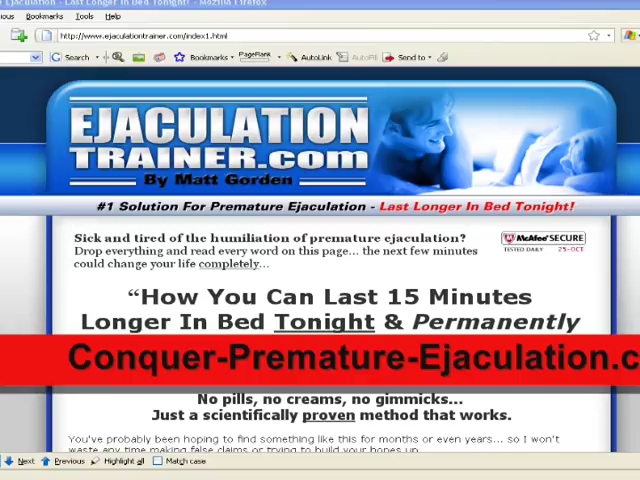 Ejaculation Trainer - Last Longer In Bed Tonight! - Mozilla Firefox
Bookmarks Tools Help
http://www.ejaculationtrainer.com/index1.html
Search Bookmarks PageRank AutoLink AutoFill Send to
EJACULATION
TRAINER.com
By Matt Gorden
#1 Solution For Premature Ejaculation - Last Longer In Bed Tonight!
Sick and tired of the humiliation of premature ejaculation?
Drop everything and read every word on this page... the next few minutes
could change your life completely...
McAfee SECURE
TESTED DAILY 25-OCT
“How You Can Last 15 Minutes
Longer In Bed Tonight & Permanently
Conquer-Premature-Ejaculation.c
No pills, no creams, no gimmicks...
Just a scientifically proven method that works.
You've probably been hoping to find something like this for months or even years... so I won't
waste any time making false claims or trying to build your hopes up.
Next Previous Highlight all Match case